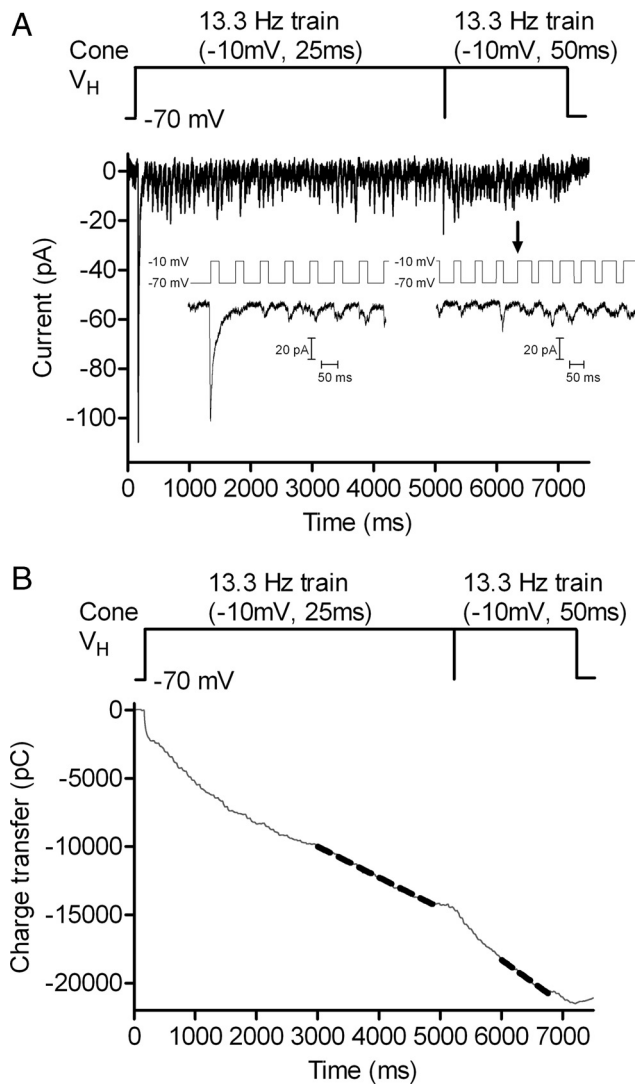 A
13.3 Hz train
(-10mV, 25ms)
13.3 Hz train
(-10mV, 50ms)
Cone
VH
-70 mV
0
-20
-40
-60
-80
-100
Current (pA)
-10 mV
-70 mV
-10 mV
-70 mV
20 pA
50 ms
20 pA
50 ms
0
1000
2000
3000
4000
5000
6000
7000
Time (ms)
B
13.3 Hz train
(-10mV, 25ms)
13.3 Hz train
(-10mV, 50ms)
Cone
VH
-70 mV
0
-5000
-10000
-15000
-20000
Charge transfer (pC)
0
1000
2000
3000
4000
5000
6000
7000
Time (ms)